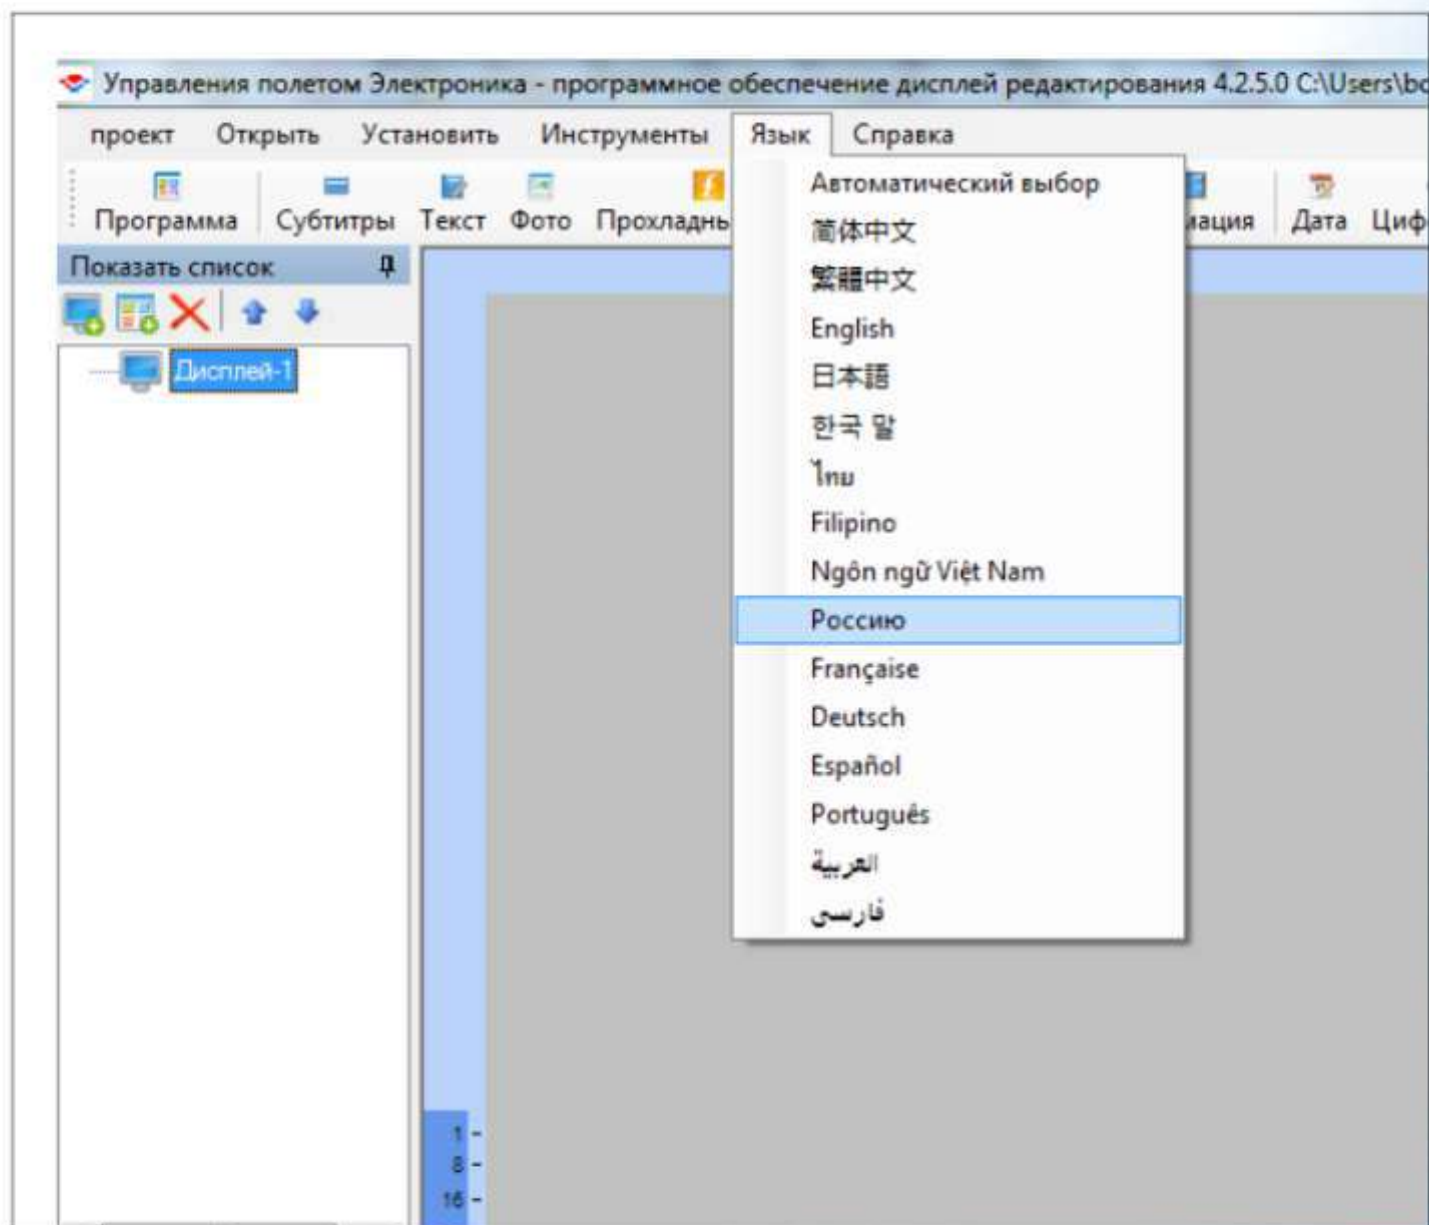 Управления полетом Электроника - программное обеспечение дисплей редактирования 4.2.5.0 C:\Users\bo
проект Открыть Установить Инструменты Язык Справка
Программа Субтитры Текст Фото Прохладны мация Дата Циф
Показать список
Дисплей-1
Автоматический выбор
简体中文
繁體中文
English
日本語
한국 말
ไทย
Filipino
Ngôn ngữ Việt Nam
Россию
Française
Deutsch
Español
Português
العربية
فارسی
1
8
16